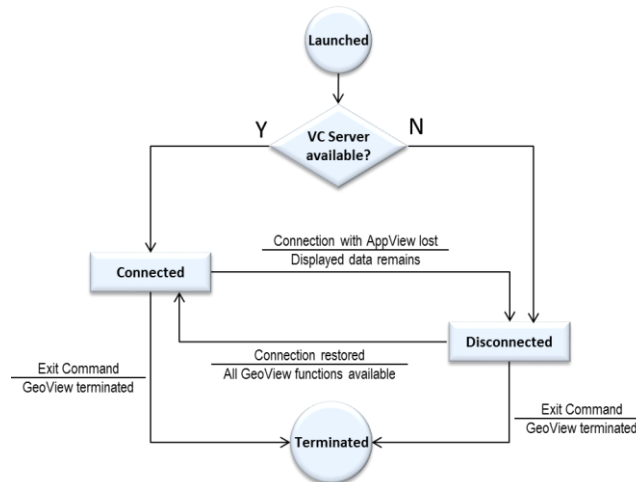 Launched
Y
N
VC Server
available?
Connection with AppView lost
Displayed data remains
Connected
Disconnected
Connection restored
All GeoView functions available
Exit Command
GeoView terminated
Exit Command
GeoView terminated
Terminated